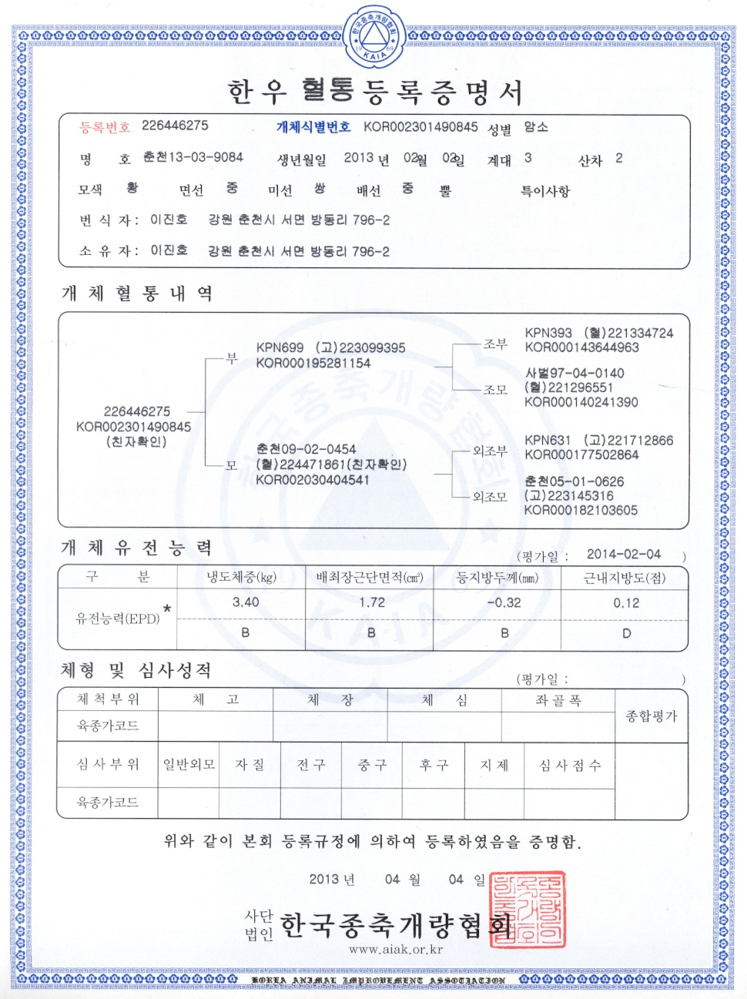 한국종축개량협회
1969
KAIA
한우 혈통등록증명서
등록번호 226446275 개체식별번호 KOR002301490845 성별 암소
명 호 춘천13-03-9084 생년월일 2013 년 02월 02일 계대 3 산차 2
모색 황 면선 중 미선 쌍 배선 중 뿔 특이사항
번 식 자 : 이진호 강원 춘천시 서면 방동리 796-2
소 유 자 : 이진호 강원 춘천시 서면 방동리 796-2
개 체 혈 통 내 역
226446275
KOR002301490845
(친자확인)
부 KPN699 (고)223099395
KOR000195281154
모 춘천09-02-0454
(혈)224471861(친자확인)
KOR002030404541
조부 KPN393 (혈)221334724
KOR000143644963
조모 사벌97-04-0140
(혈)221296551
KOR000140241390
외조부 KPN631 (고)221712866
KOR000177502864
외조모 춘천05-01-0626
(고)223145316
KOR000182103605
개 체 유 전 능 력 (평가일 : 2014-02-04 )
구 분 냉도체중(kg) 배최장근단면적(㎠) 등지방두께(㎜) 근내지방도(점)
유전능력(EPD) * 3.40 1.72 -0.32 0.12
B B B D
체형 및 심사성적 (평가일 : )
체 척 부 위 체 고 체 장 체 심 좌 골 폭 종합평가
육종가코드
심 사 부 위 일반외모 자 질 전 구 중 구 후 구 지 제 심 사 점 수
육종가코드
위와 같이 본회 등록규정에 의하여 등록하였음을 증명함.
2013 년 04 월 04 일
사단법인 한국종축개량협회
www.aiak.or.kr
KOREA ANIMAL IMPROVEMENT ASSOCIATION